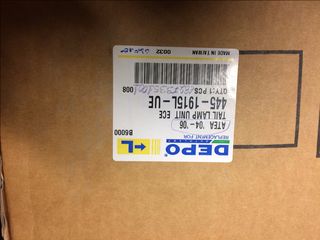 DEPO
REPLACEMENT FOR
ATEA '04-'06
TAIL LAMP UNIT ECE
445-1915L-UE
QTY:1 PCS
008
B6000
0032
MADE IN TAIWAN
L